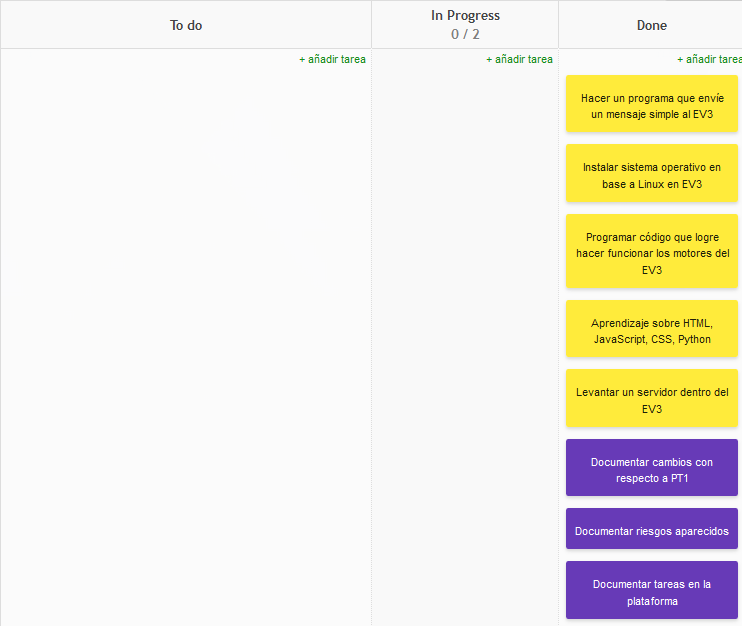 To do
In Progress
0 / 2
Done
+ añadir tarea
+ añadir tarea
+ añadir tarea
Hacer un programa que envíe
un mensaje simple al EV3
Instalar sistema operativo en
base a Linux en EV3
Programar código que logre
hacer funcionar los motores del
EV3
Aprendizaje sobre HTML,
JavaScript, CSS, Python
Levantar un servidor dentro del
EV3
Documentar cambios con
respecto a PT1
Documentar riesgos aparecidos
Documentar tareas en la
plataforma